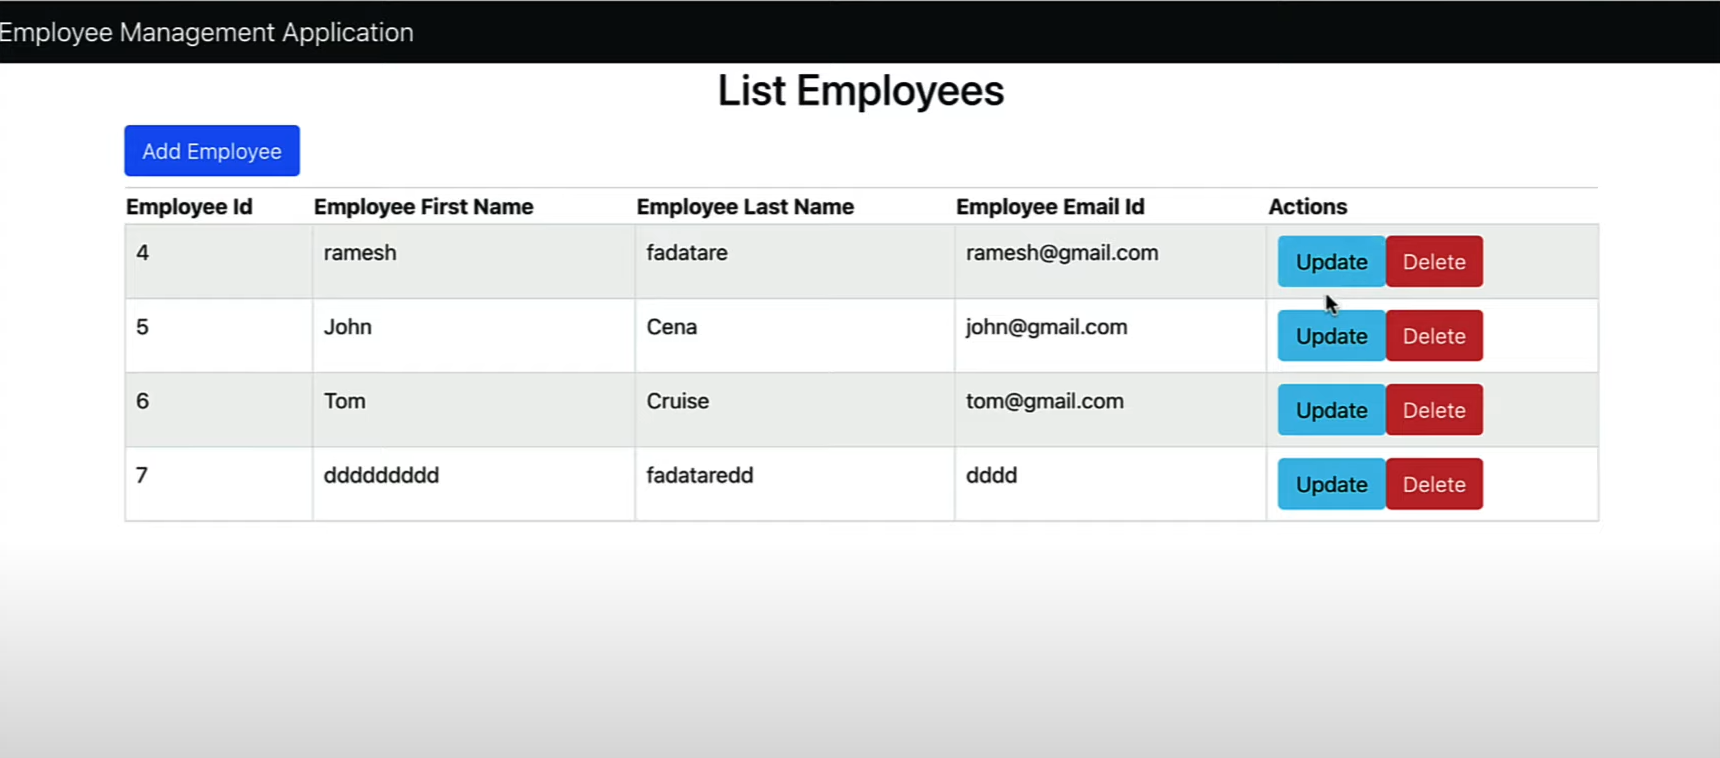 Employee Management Application
List Employees
Add Employee
Employee Id Employee First Name Employee Last Name Employee Email Id Actions
4 ramesh fadatare ramesh@gmail.com Update Delete
5 John Cena john@gmail.com Update Delete
6 Tom Cruise tom@gmail.com Update Delete
7 ddddddddd fadataredd dddd Update Delete